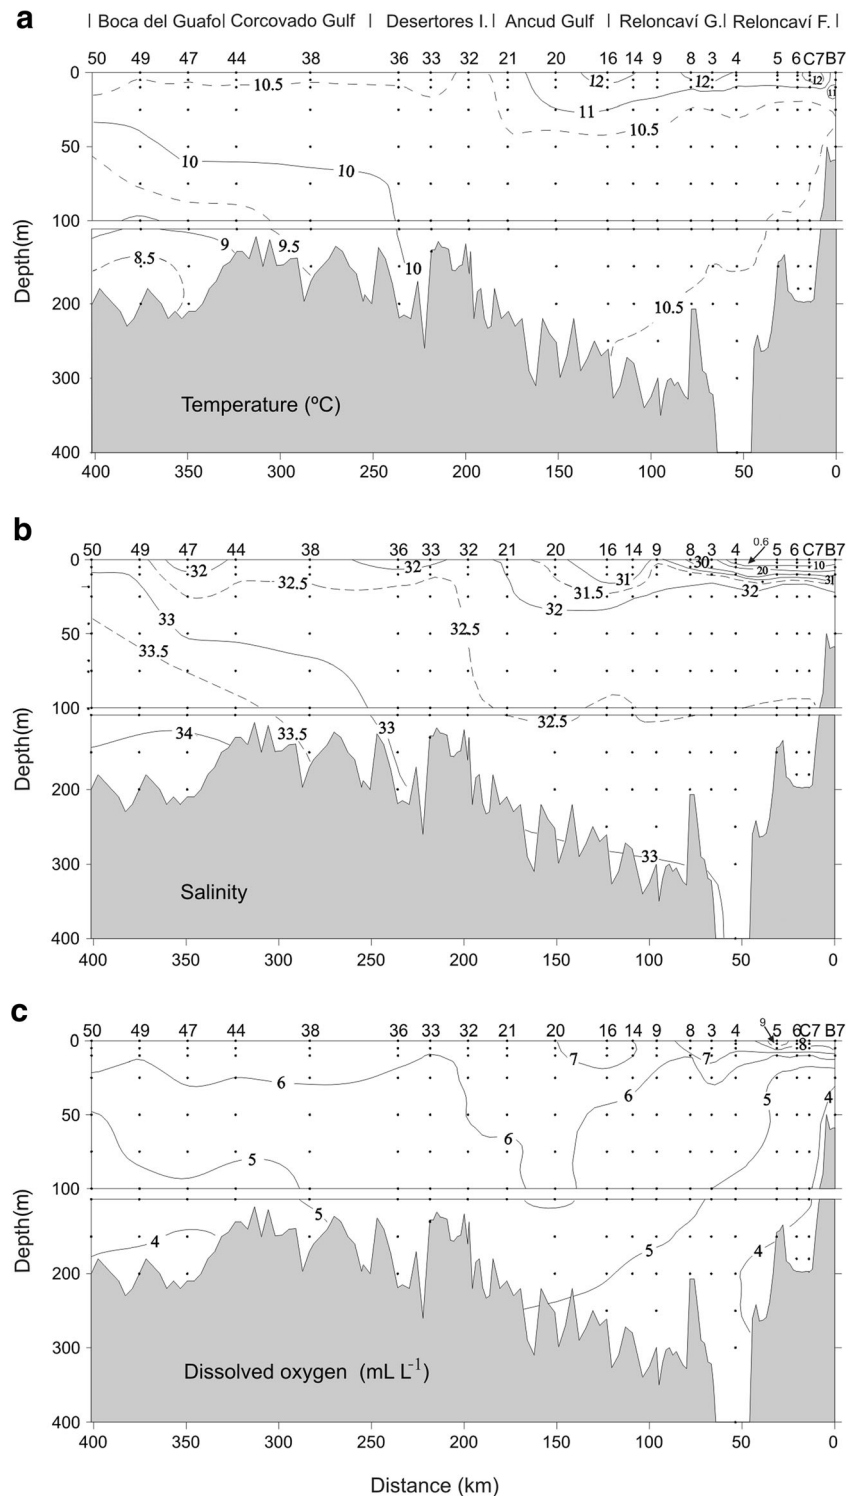 a
| Boca del Guafo| Corcovado Gulf | Desertores I. | Ancud Gulf | Reloncaví G.| Reloncaví F. |
50 49 47 44 38 36 33 32 21 20 16 14 9 8 3 4 5 6 C7 B7
0
12 12 12
10.5
11
11
10.5
50
10
10
100
9 9.5
8.5
10
200
10.5
300
Depth(m)
Temperature (ºC)
400
400 350 300 250 200 150 100 50 0
b
0.6
50 49 47 44 38 36 33 32 21 20 16 14 9 8 3 4 5 6 C7 B7
0
32 32 30 10
20
32.5 31 31
31.5 32
32
33
50
32.5
33.5
100
32.5
34 33.5 33
200
300
33
Depth(m)
Salinity
400
400 350 300 250 200 150 100 50 0
c
9
50 49 47 44 38 36 33 32 21 20 16 14 9 8 3 4 5 6 C7 B7
0
8
7 7
6
6
5 4
50
6
5
100
5
4
5
4
200
300
Depth(m)
Dissolved oxygen (mL L-1)
400
400 350 300 250 200 150 100 50 0
Distance (km)